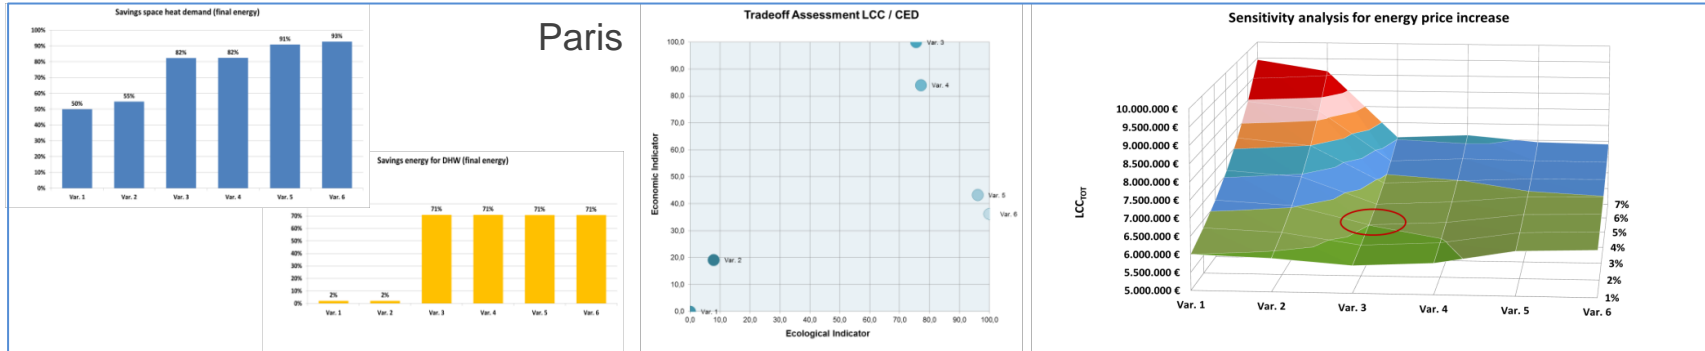 Savings space heat demand (final energy)
100%
90%
80%
70%
60%
50%
40%
30%
20%
10%
0%
50%
55%
82%
82%
91%
93%
Var. 1 Var. 2 Var. 3 Var. 4 Var. 5 Var. 6
Paris
Savings energy for DHW (final energy)
70%
60%
50%
40%
30%
20%
10%
0%
2% 2% 71% 71% 71% 71%
Var. 1 Var. 2 Var. 3 Var. 4 Var. 5 Var. 6
Tradeoff Assessment LCC / CED
Economic Indicator
100,0
90,0
80,0
70,0
60,0
50,0
40,0
30,0
20,0
10,0
0,0
Var. 3
Var. 4
Var. 5
Var. 6
Var. 2
Var. 1
0,0 10,0 20,0 30,0 40,0 50,0 60,0 70,0 80,0 90,0 100,0
Ecological Indicator
Sensitivity analysis for energy price increase
LCCTOT
10.000.000 €
9.500.000 €
9.000.000 €
8.500.000 €
8.000.000 €
7.500.000 €
7.000.000 €
6.500.000 €
6.000.000 €
5.500.000 €
5.000.000 €
7%
6%
5%
4%
3%
2%
1%
Var. 1 Var. 2 Var. 3 Var. 4 Var. 5 Var. 6